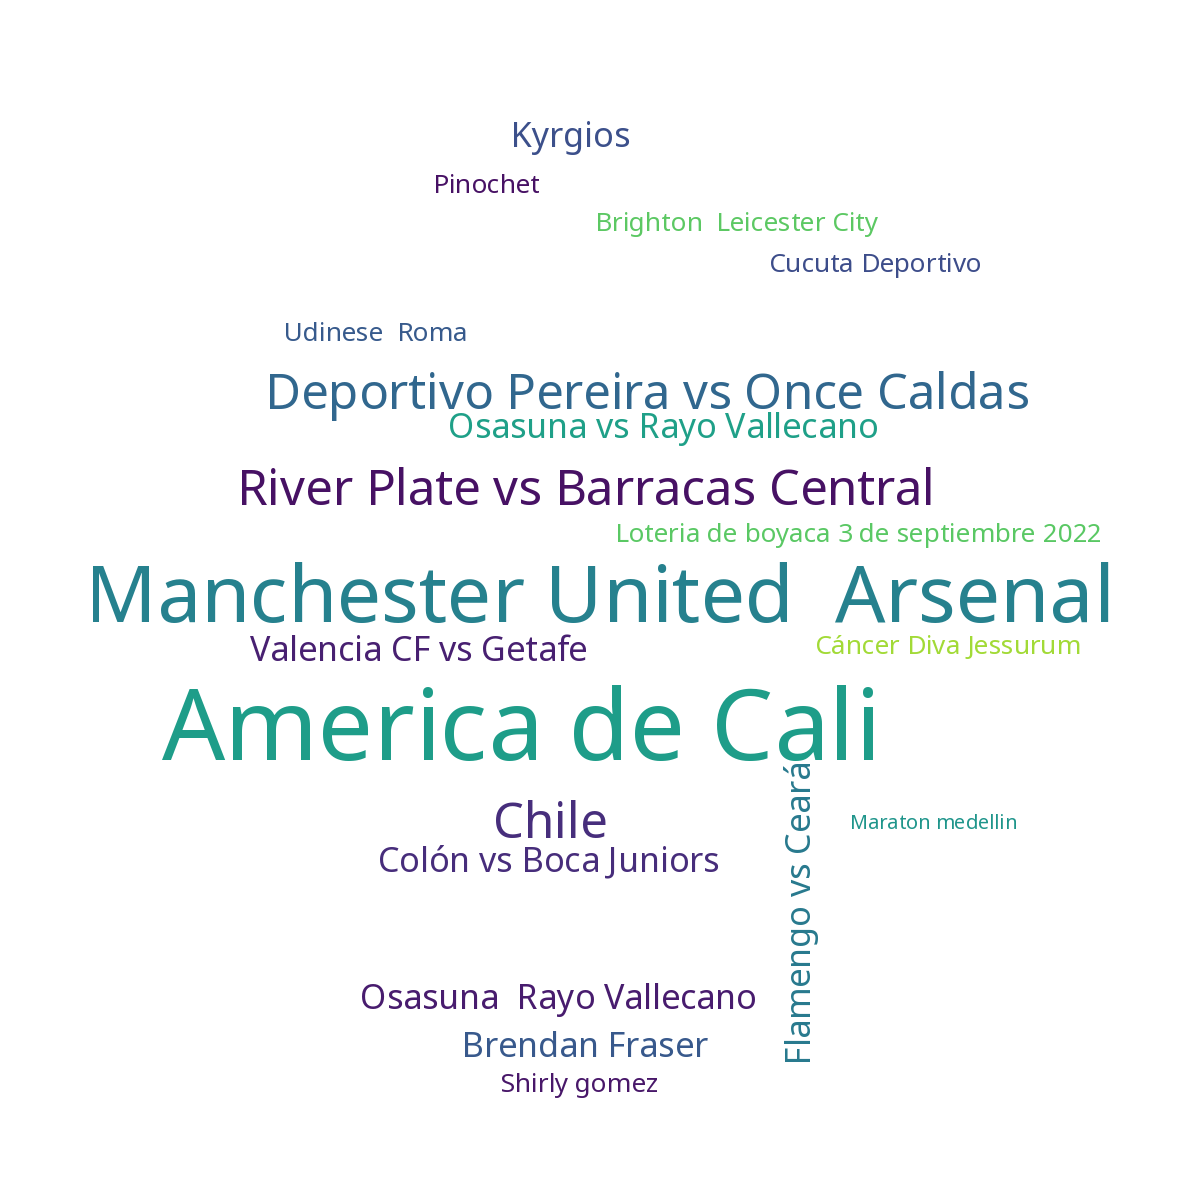 Kyrgios
Pinochet
Brighton  Leicester City
Cucuta Deportivo
Udinese  Roma
Deportivo Pereira vs Once Caldas
Osasuna vs Rayo Vallecano
River Plate vs Barracas Central
Loteria de boyaca 3 de septiembre 2022
Manchester United  Arsenal
Valencia CF vs Getafe
Cáncer Diva Jessurum
America de Cali
Chile
Maraton medellin
Colón vs Boca Juniors
Flamengo vs Ceará
Osasuna  Rayo Vallecano
Brendan Fraser
Shirly gomez